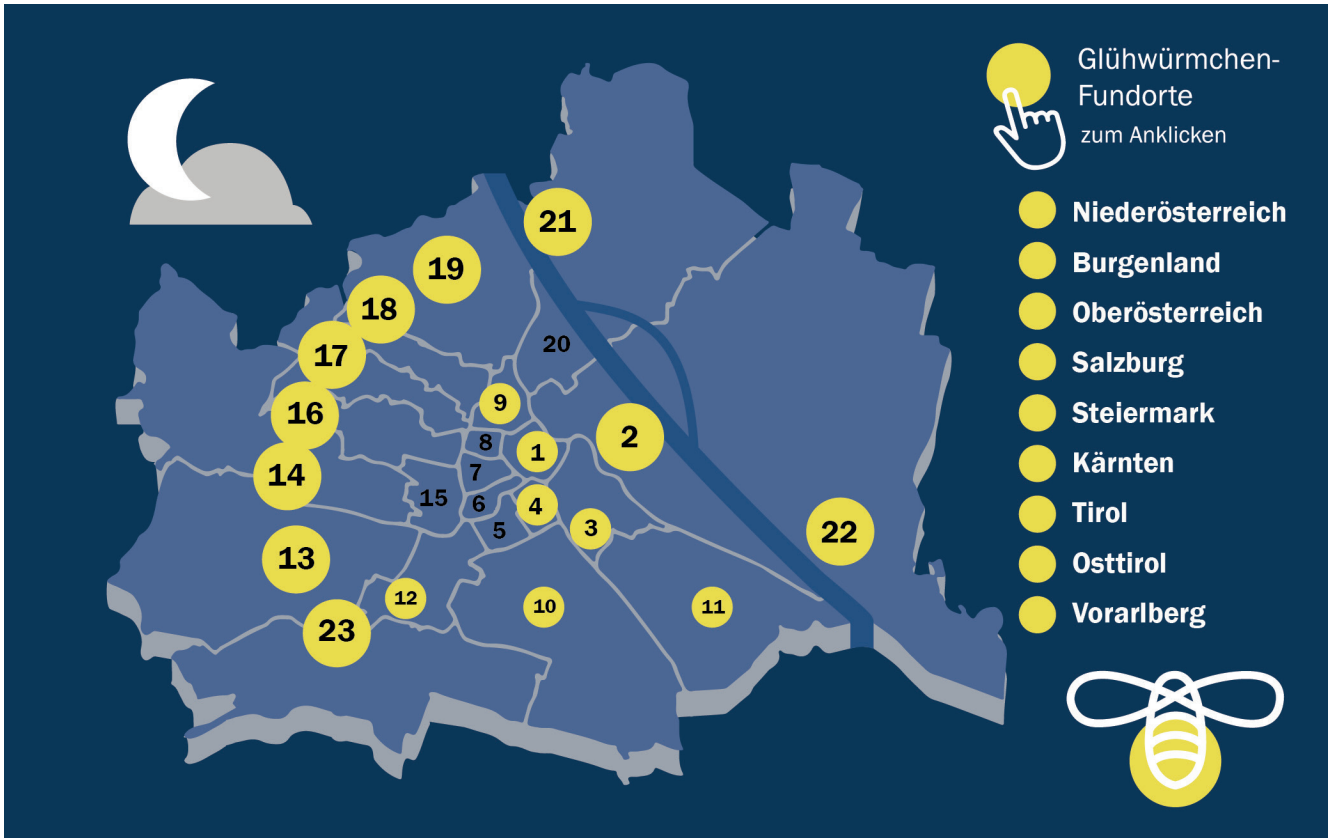 Glühwürmchen-
Fundorte
zum Anklicken
Niederösterreich
Burgenland
Oberösterreich
Salzburg
Steiermark
Kärnten
Tirol
Osttirol
Vorarlberg
21
19
18
20
17
9
16
2
8
1
14
7
15
6
4
3
5
22
13
12
10
11
23